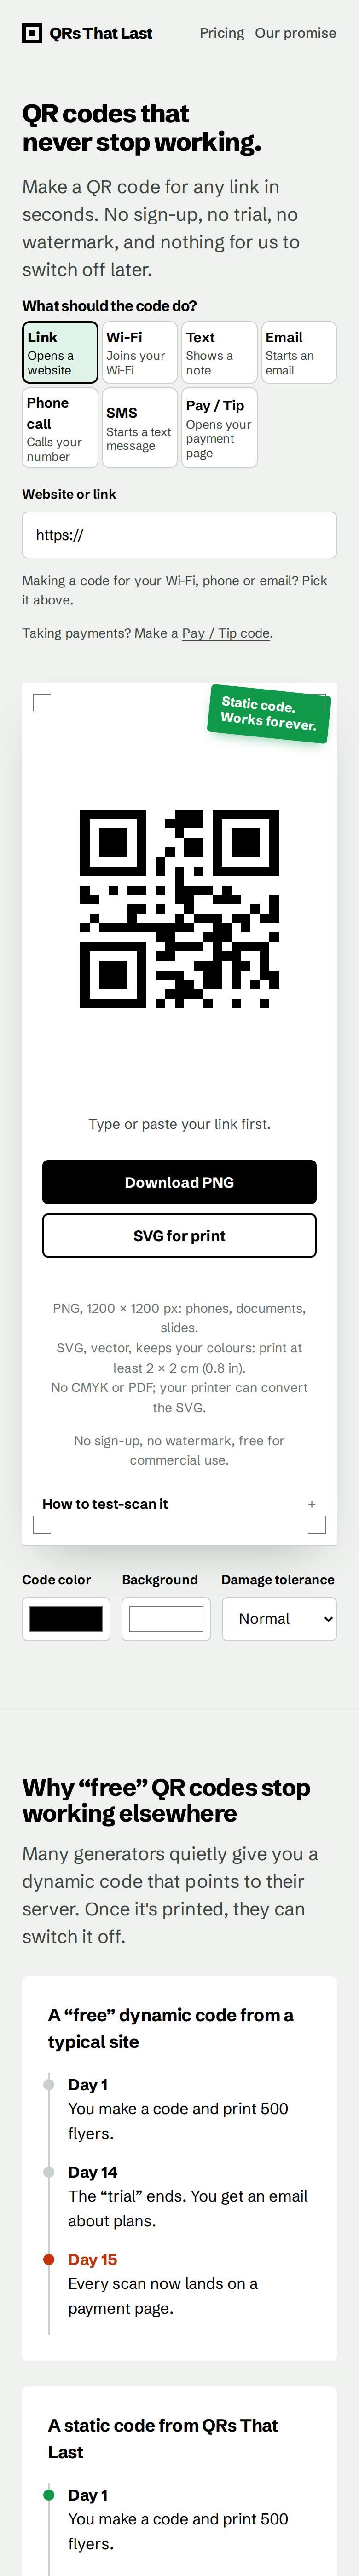 QRs That Last
Pricing Our promise
QR codes that
never stop working.
Make a QR code for any link in
seconds. No sign-up, no trial, no
watermark, and nothing for us to
switch off later.
What should the code do?
Link
Opens a
website
Wi-Fi
Joins your
Wi-Fi
Text
Shows a
note
Email
Starts an
email
Phone
call
Calls your
number
SMS
Starts a text
message
Pay / Tip
Opens your
payment
page
Website or link
https://
Making a code for your Wi-Fi, phone or email? Pick
it above.
Taking payments? Make a Pay / Tip code.
Static code.
Works forever.
Type or paste your link first.
Download PNG
SVG for print
PNG, 1200 × 1200 px: phones, documents,
slides.
SVG, vector, keeps your colours: print at
least 2 × 2 cm (0.8 in).
No CMYK or PDF; your printer can convert
the SVG.
No sign-up, no watermark, free for
commercial use.
How to test-scan it +
Code color
Background
Damage tolerance
Normal
Why “free” QR codes stop
working elsewhere
Many generators quietly give you a
dynamic code that points to their
server. Once it's printed, they can
switch it off.
A “free” dynamic code from a
typical site
Day 1
You make a code and print 500
flyers.
Day 14
The “trial” ends. You get an email
about plans.
Day 15
Every scan now lands on a
payment page.
A static code from QRs That
Last
Day 1
You make a code and print 500
flyers.